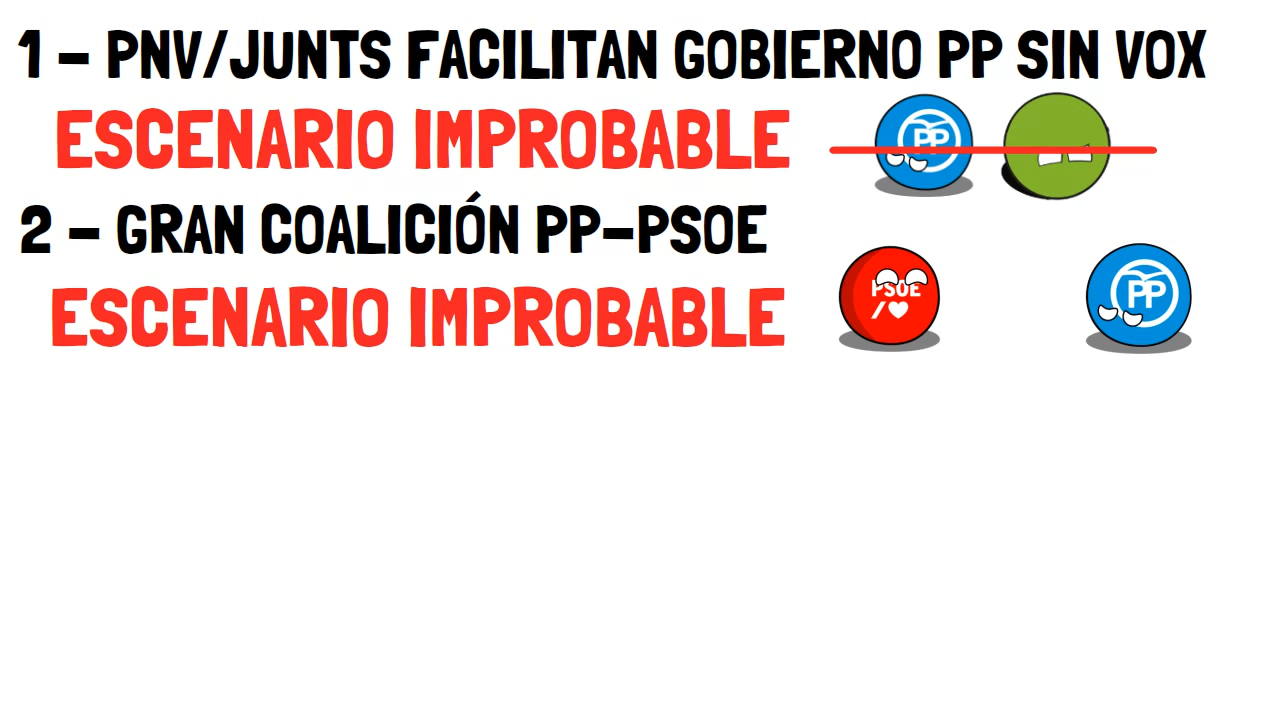 1 – PNV/JUNTS FACILITAN GOBIERNO PP SIN VOX
ESCENARIO IMPROBABLE
PP
2 – GRAN COALICIÓN PP–PSOE
ESCENARIO IMPROBABLE
PSOE
PP